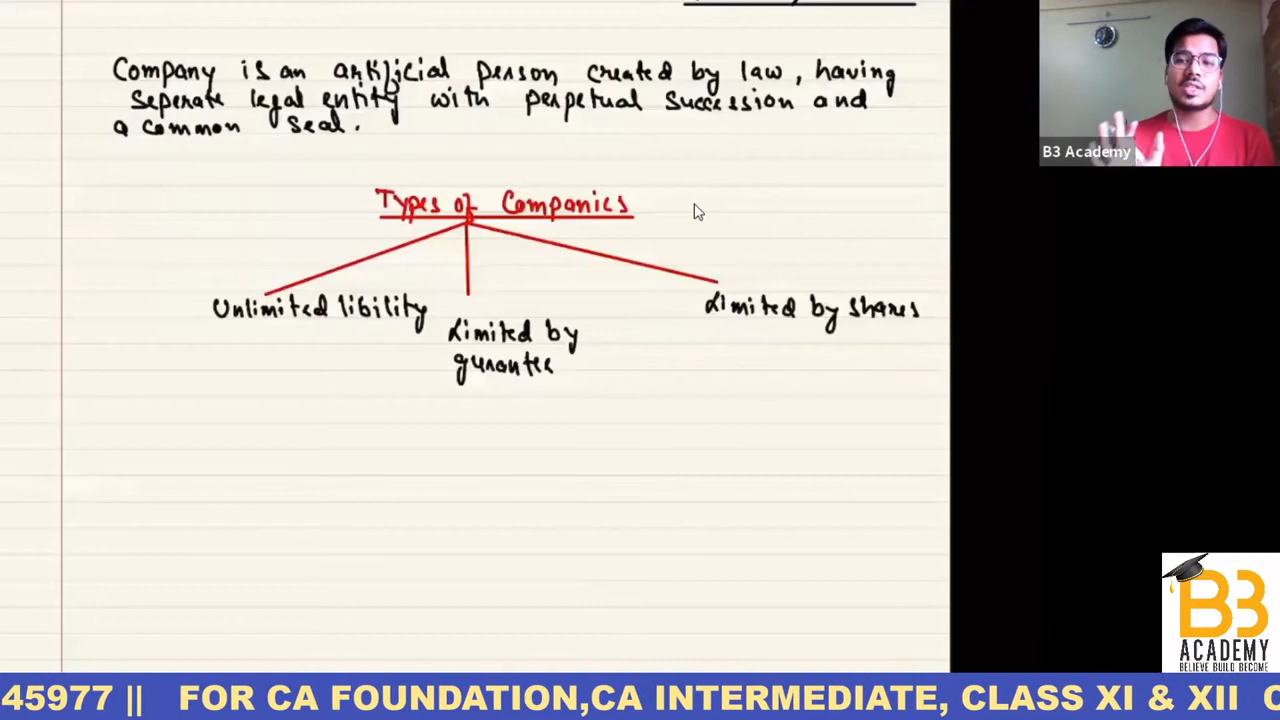 Company is an artificial person created by law, having
seperate legal entity with perpetual succession and
a common seal.
Types of Companies
Unlimited libility
Limited by
gurantee
Limited by shares
B3 Academy
B3
ACADEMY
BELIEVE BUILD BECOME
45977 || FOR CA FOUNDATION,CA INTERMEDIATE, CLASS XI & XII